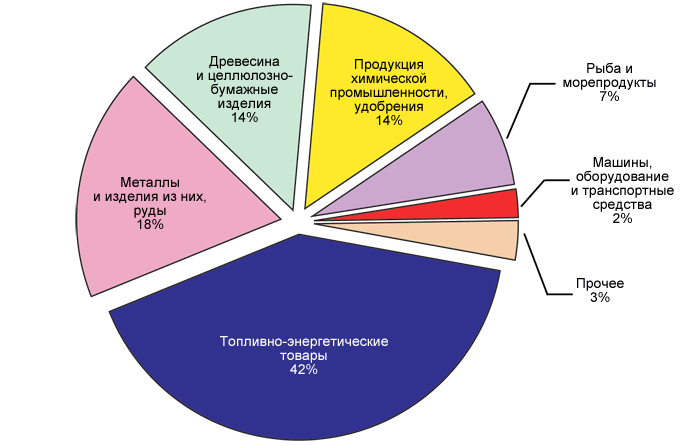 Древесина
и целлюлозно-
бумажные
изделия
14%
Продукция
химической
промышленности,
удобрения
14%
Рыба и
морепродукты
7%
Машины,
оборудование
и транспортные
средства
2%
Прочее
3%
Металлы
и изделия из них,
руды
18%
Топливно-энергетические
товары
42%